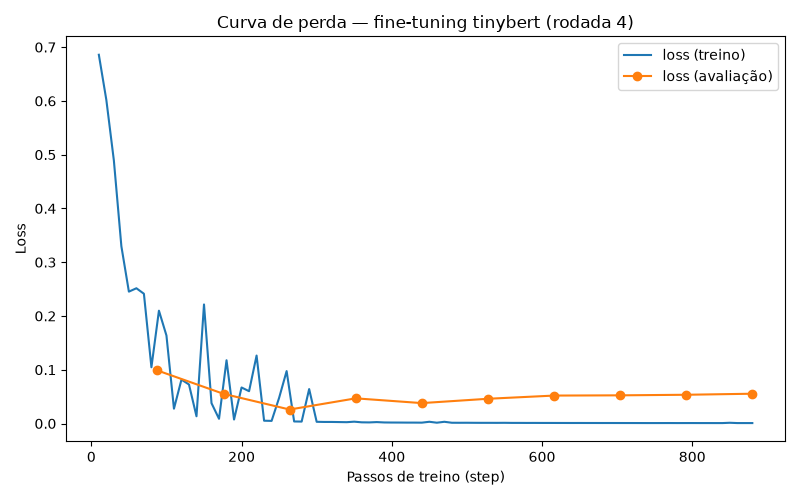 Curva de perda — fine-tuning tinybert (rodada 4)
loss (treino)
loss (avaliação)
Loss
0.7
0.6
0.5
0.4
0.3
0.2
0.1
0.0
0 200 400 600 800
Passos de treino (step)